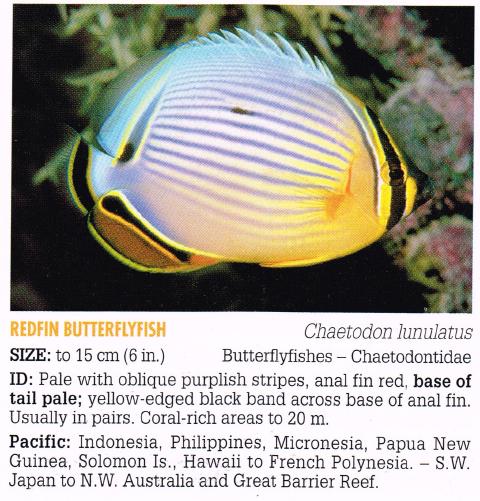 REDFIN BUTTERFLYFISH Chaetodon lunulatus
SIZE: to 15 cm (6 in.) Butterflyfishes – Chaetodontidae
ID: Pale with oblique purplish stripes, anal fin red, base of
tail pale; yellow-edged black band across base of anal fin.
Usually in pairs. Coral-rich areas to 20 m.
Pacific: Indonesia, Philippines, Micronesia, Papua New
Guinea, Solomon Is., Hawaii to French Polynesia. – S.W.
Japan to N.W. Australia and Great Barrier Reef.